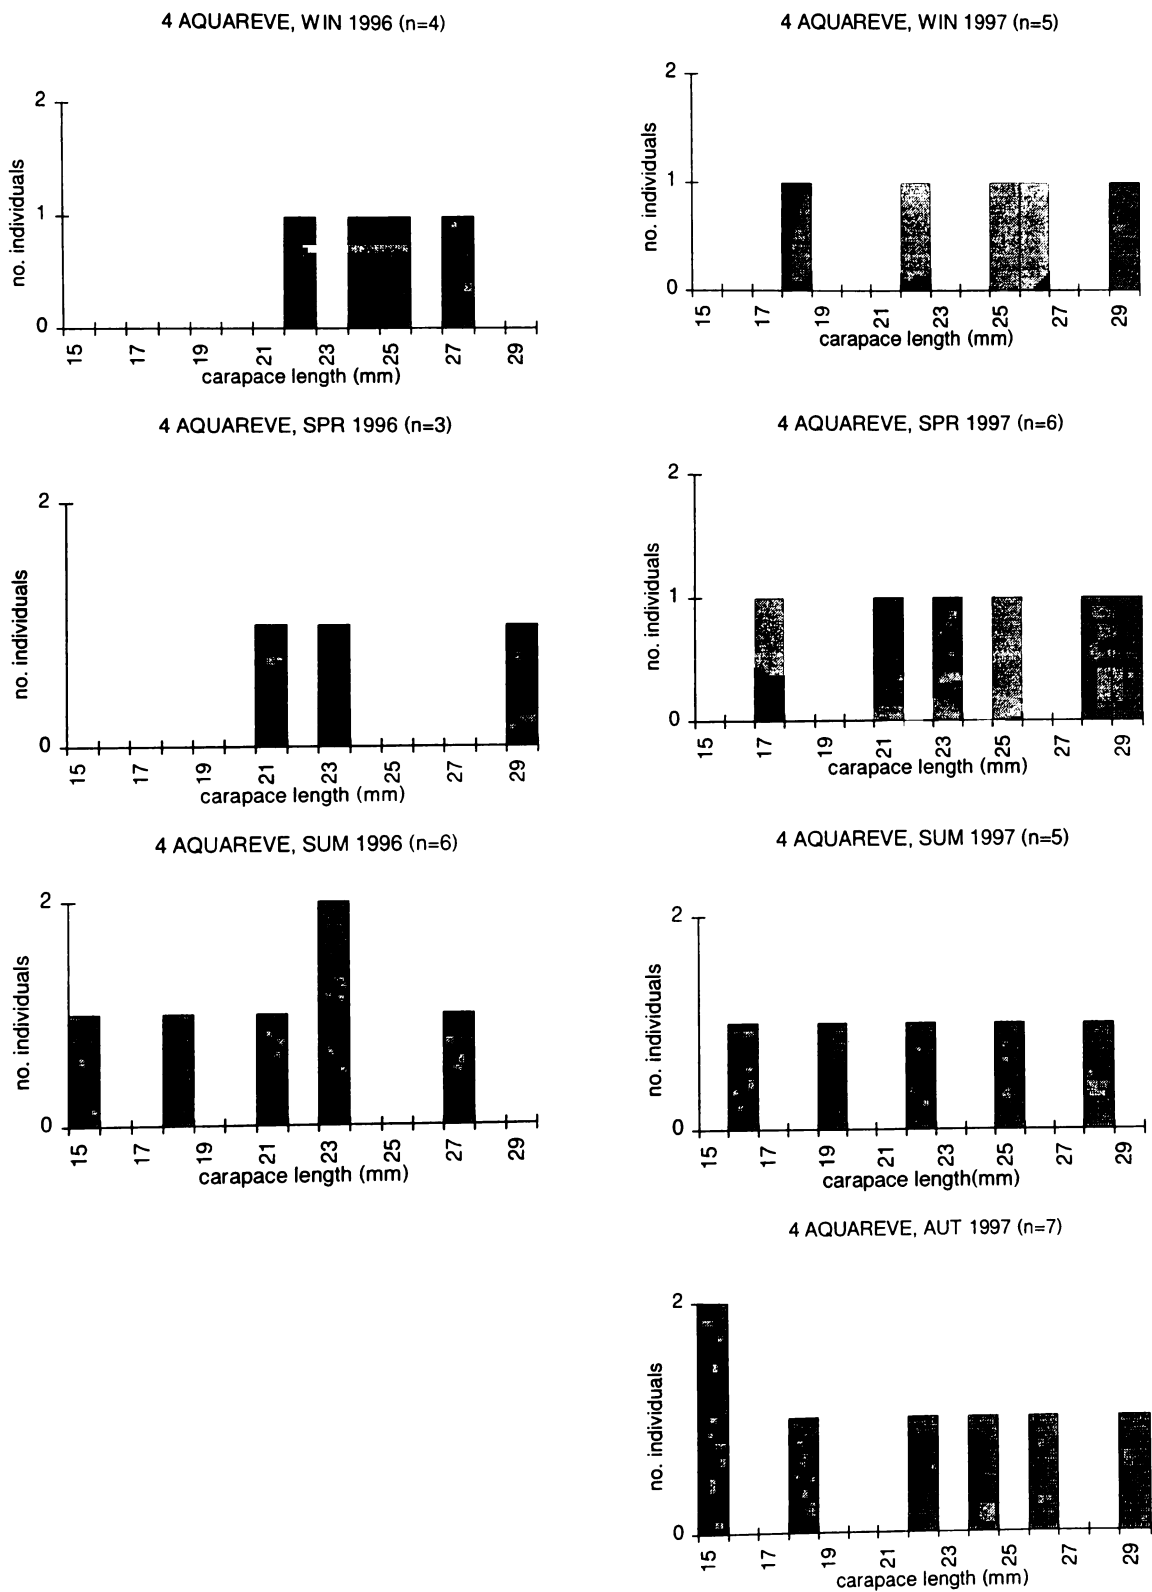 4 AQUAREVE, WIN 1996 (n=4)
2
1
0
no. individuals
15 17 19 21 23 25 27 29
carapace length (mm)
4 AQUAREVE, WIN 1997 (n=5)
2
1
0
no. individuals
15 17 19 21 23 25 27 29
carapace length (mm)
4 AQUAREVE, SPR 1996 (n=3)
2
0
no. individuals
15 17 19 21 23 25 27 29
carapace length (mm)
4 AQUAREVE, SPR 1997 (n=6)
2
1
0
no. individuals
15 17 19 21 23 25 27 29
carapace length (mm)
4 AQUAREVE, SUM 1996 (n=6)
2
0
no. individuals
15 17 19 21 23 25 27 29
carapace length (mm)
4 AQUAREVE, SUM 1997 (n=5)
2
0
no. individuals
15 17 19 21 23 25 27 29
carapace length(mm)
4 AQUAREVE, AUT 1997 (n=7)
2
0
no. individuals
15 17 19 21 23 25 27 29
carapace length (mm)